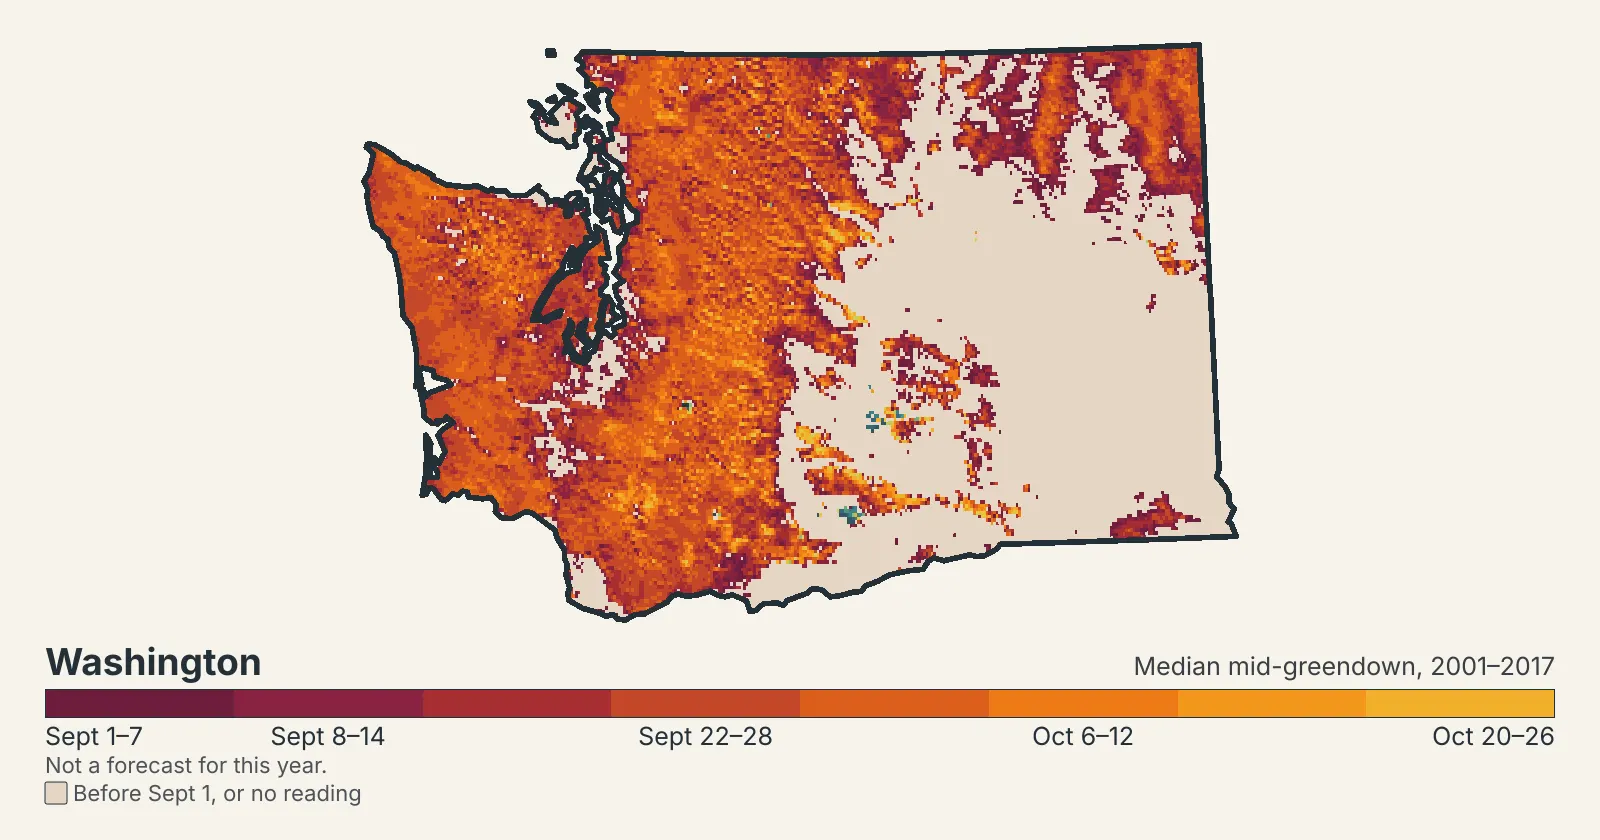 Washington
Median mid-greendown, 2001–2017
Sept 1–7
Sept 8–14
Sept 22–28
Oct 6–12
Oct 20–26
Not a forecast for this year.
Before Sept 1, or no reading